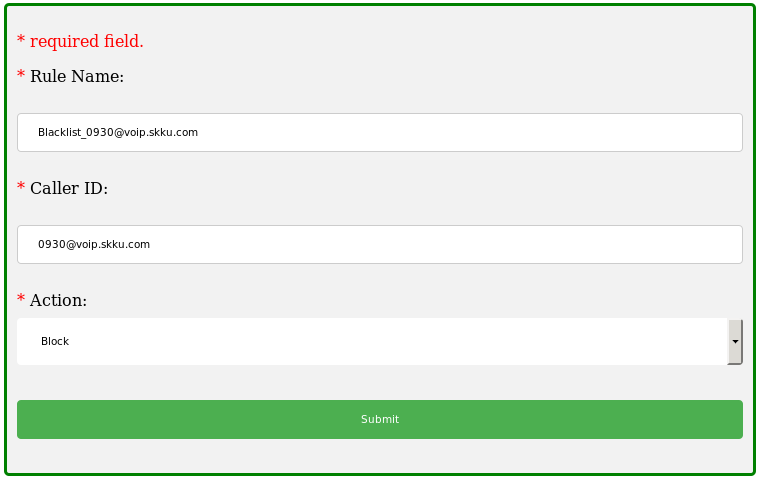 * required field.
* Rule Name:
Blacklist_0930@voip.skku.com
* Caller ID:
0930@voip.skku.com
* Action:
Block
Submit